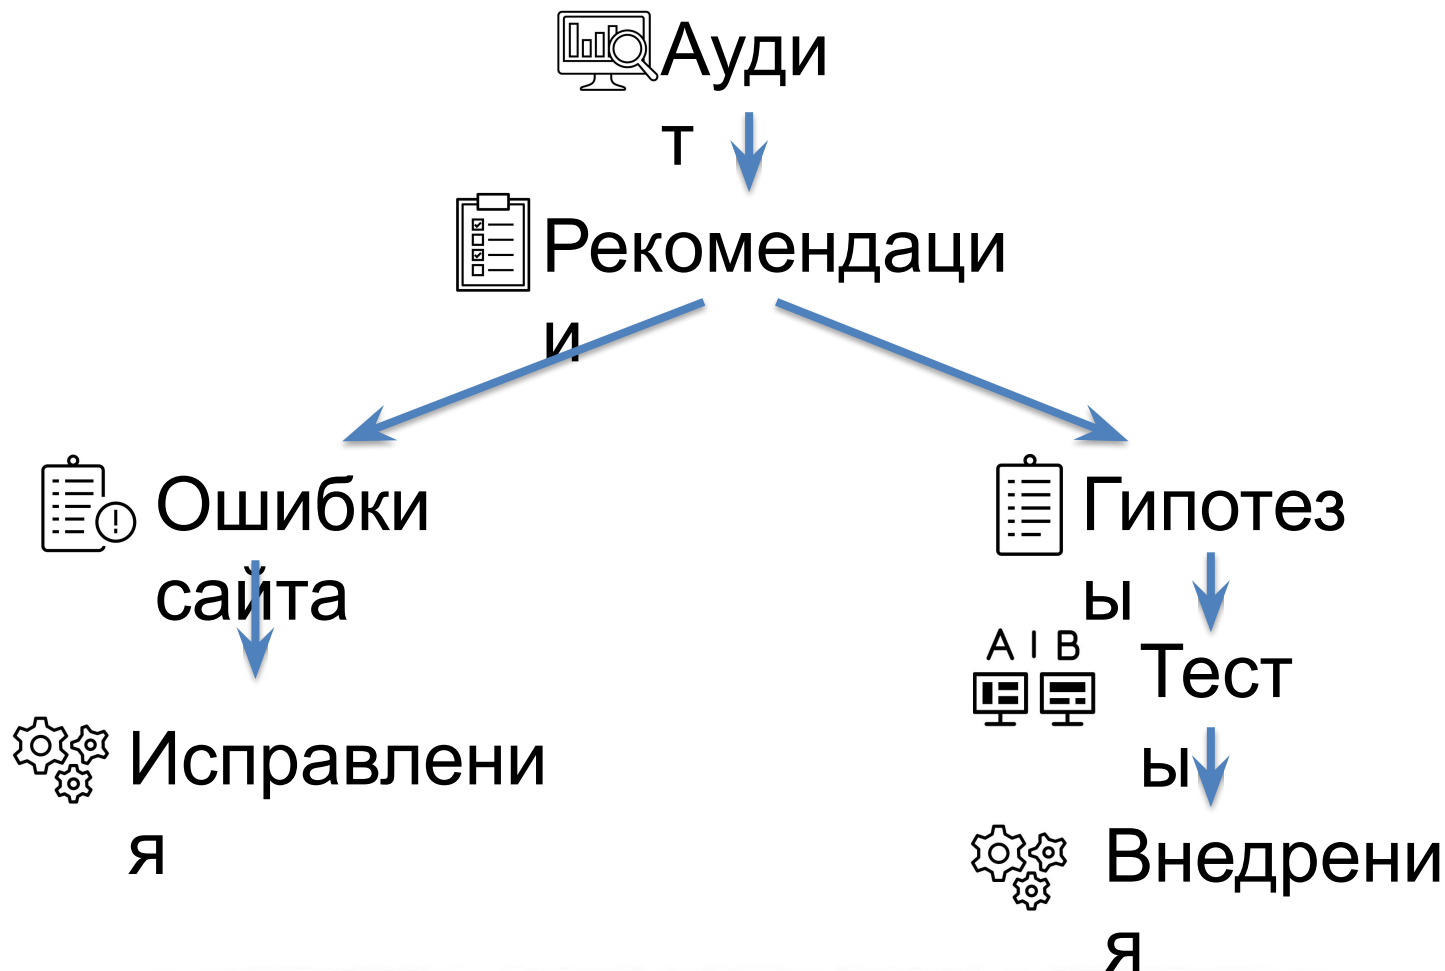 Ауди
т
Рекомендаци
и
Ошибки
сайта
Исправлени
я
Гипотез
ы
A | B
Тест
ы
Внедрени
я